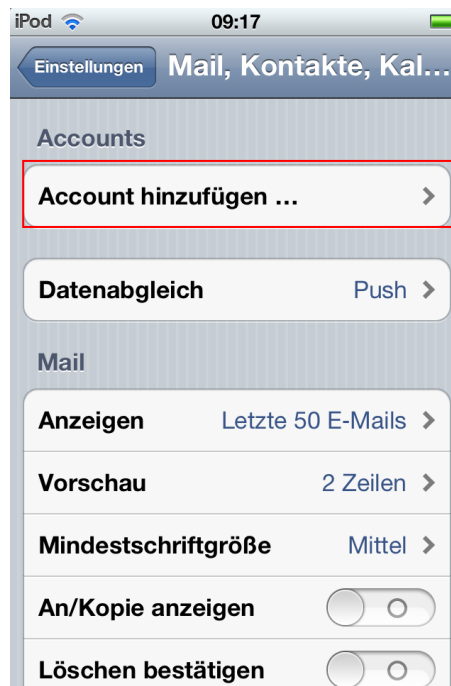 iPod 09:17
Einstellungen Mail, Kontakte, Kal...
Accounts
Account hinzufügen ...
Datenabgleich Push
Mail
Anzeigen Letzte 50 E-Mails
Vorschau 2 Zeilen
Mindestschriftgröße Mittel
An/Kopie anzeigen
Löschen bestätigen